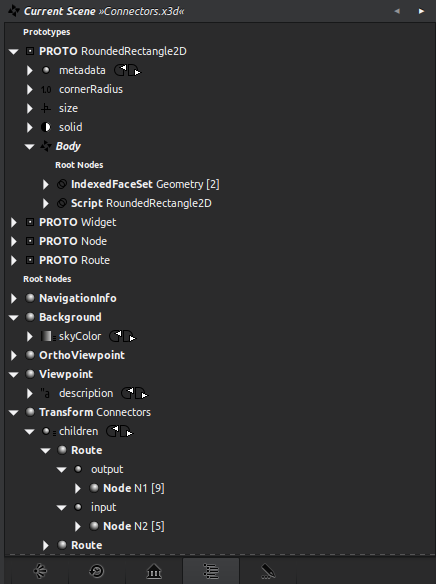 Current Scene »Connectors.x3d«
Prototypes
PROTO RoundedRectangle2D
metadata
1.0 cornerRadius
size
solid
Body
Root Nodes
IndexedFaceSet Geometry [2]
Script RoundedRectangle2D
PROTO Widget
PROTO Node
PROTO Route
Root Nodes
NavigationInfo
Background
skyColor
OrthoViewpoint
Viewpoint
"a description
Transform Connectors
children
Route
output
Node N1 [9]
input
Node N2 [5]
Route